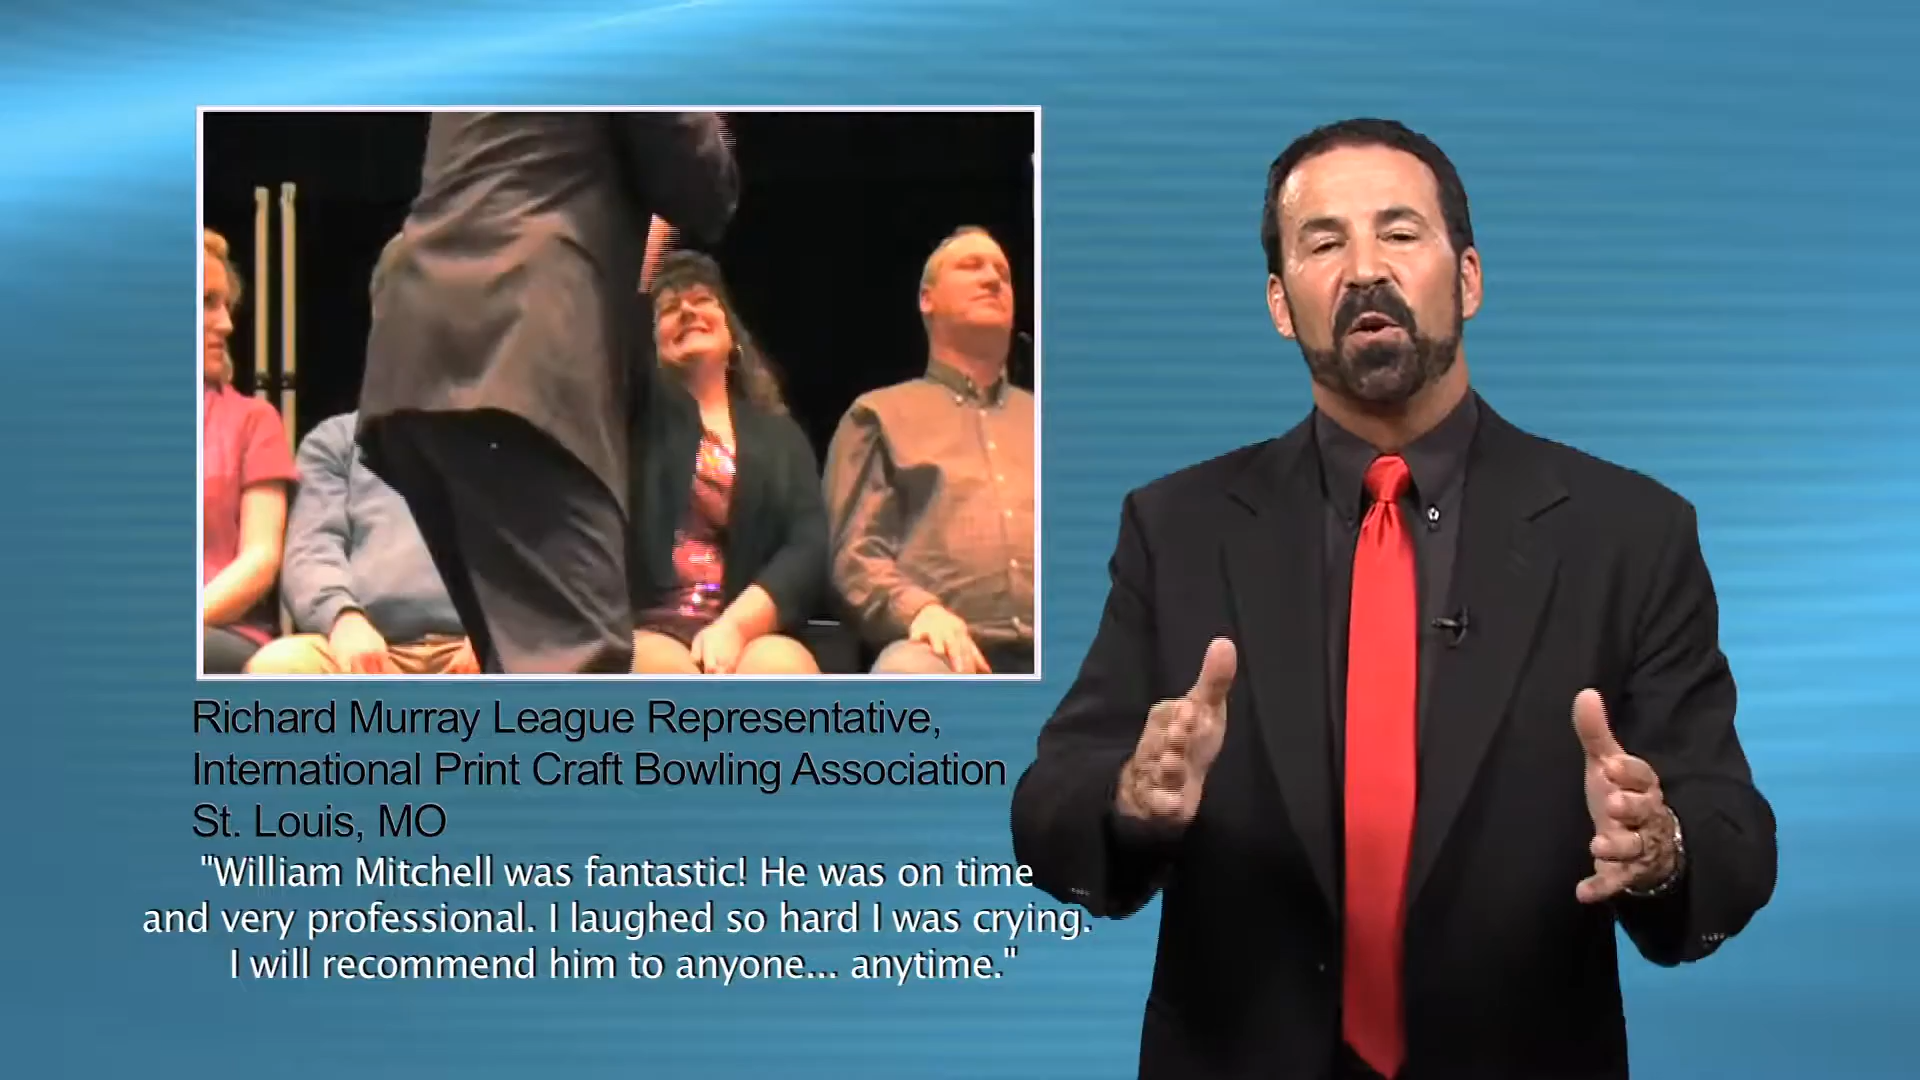 Richard Murray League Representative,
International Print Craft Bowling Association
St. Louis, MO
"William Mitchell was fantastic! He was on time
and very professional. I laughed so hard I was crying.
I will recommend him to anyone... anytime."